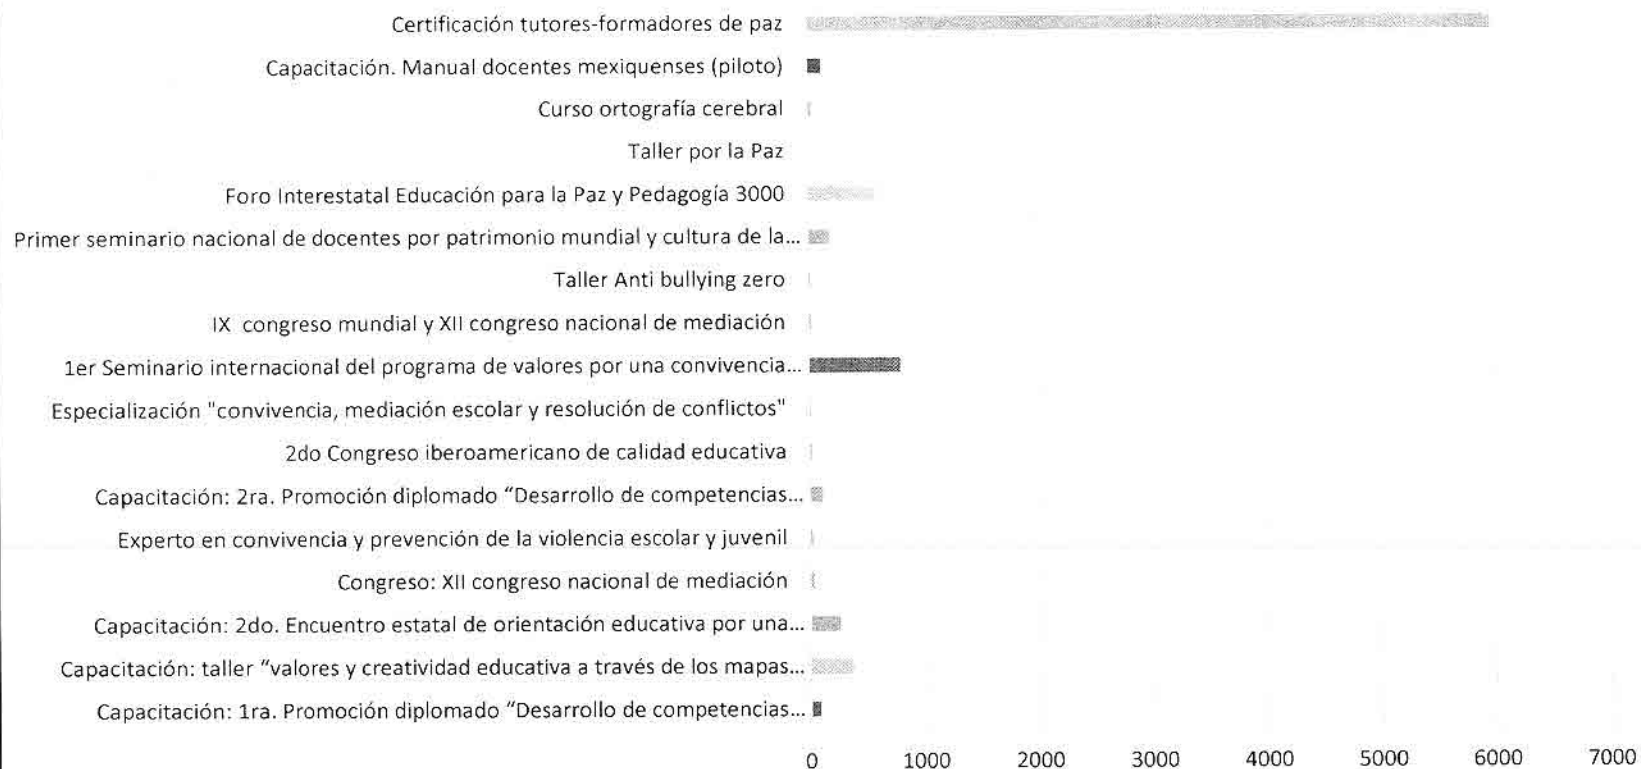 Certificación tutores-formadores de paz
Capacitación. Manual docentes mexiquenses (piloto)
Curso ortografía cerebral
Taller por la Paz
Foro Interestatal Educación para la Paz y Pedagogía 3000
Primer seminario nacional de docentes por patrimonio mundial y cultura de la...
Taller Anti bullying zero
IX  congreso mundial y XII congreso nacional de mediación
1er Seminario internacional del programa de valores por una convivencia...
Especialización "convivencia, mediación escolar y resolución de conflictos"
2do Congreso iberoamericano de calidad educativa
Capacitación: 2ra. Promoción diplomado “Desarrollo de competencias...
Experto en convivencia y prevención de la violencia escolar y juvenil
Congreso: XII congreso nacional de mediación
Capacitación: 2do. Encuentro estatal de orientación educativa por una...
Capacitación: taller “valores y creatividad educativa a través de los mapas...
Capacitación: 1ra. Promoción diplomado “Desarrollo de competencias...
0 1000 2000 3000 4000 5000 6000 7000